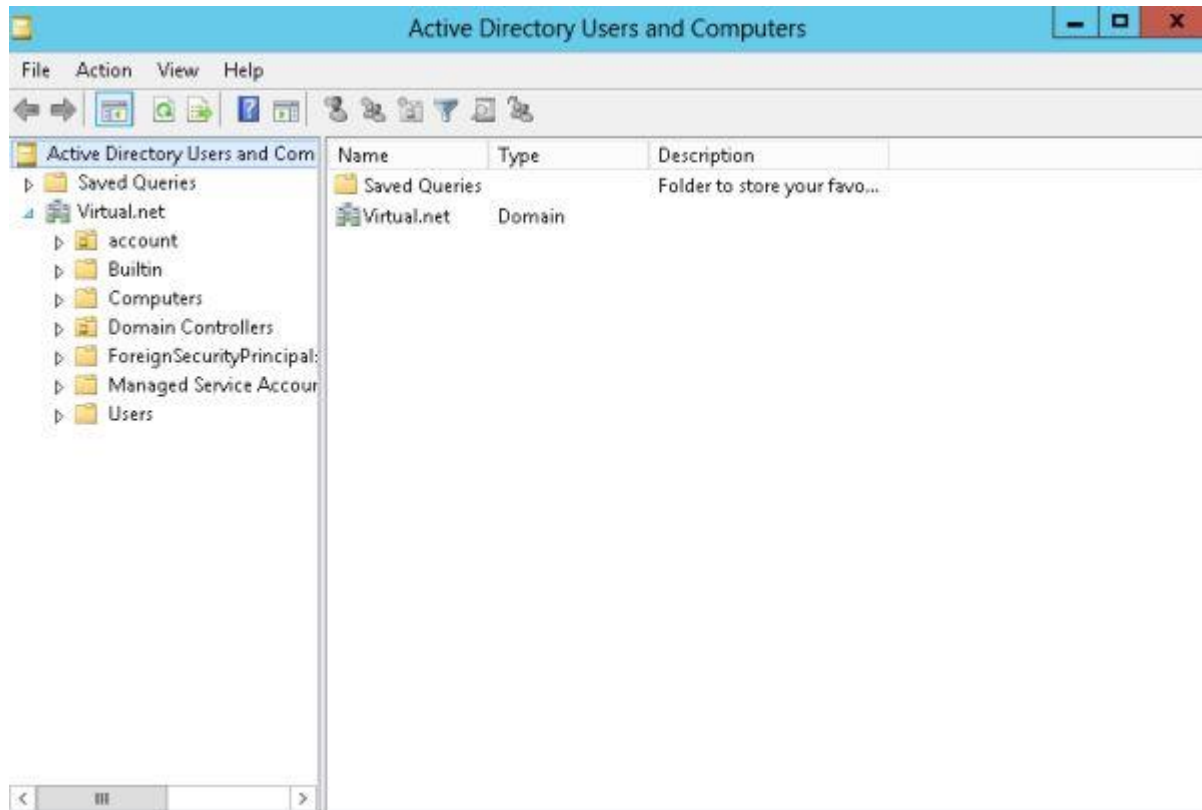 Active Directory Users and Computers
File Action View Help
Active Directory Users and Com
Saved Queries
Virtual.net
account
Builtin
Computers
Domain Controllers
ForeignSecurityPrincipal
Managed Service Accour
Users
Name Type Description
Saved Queries Folder to store your favo...
Virtual.net Domain